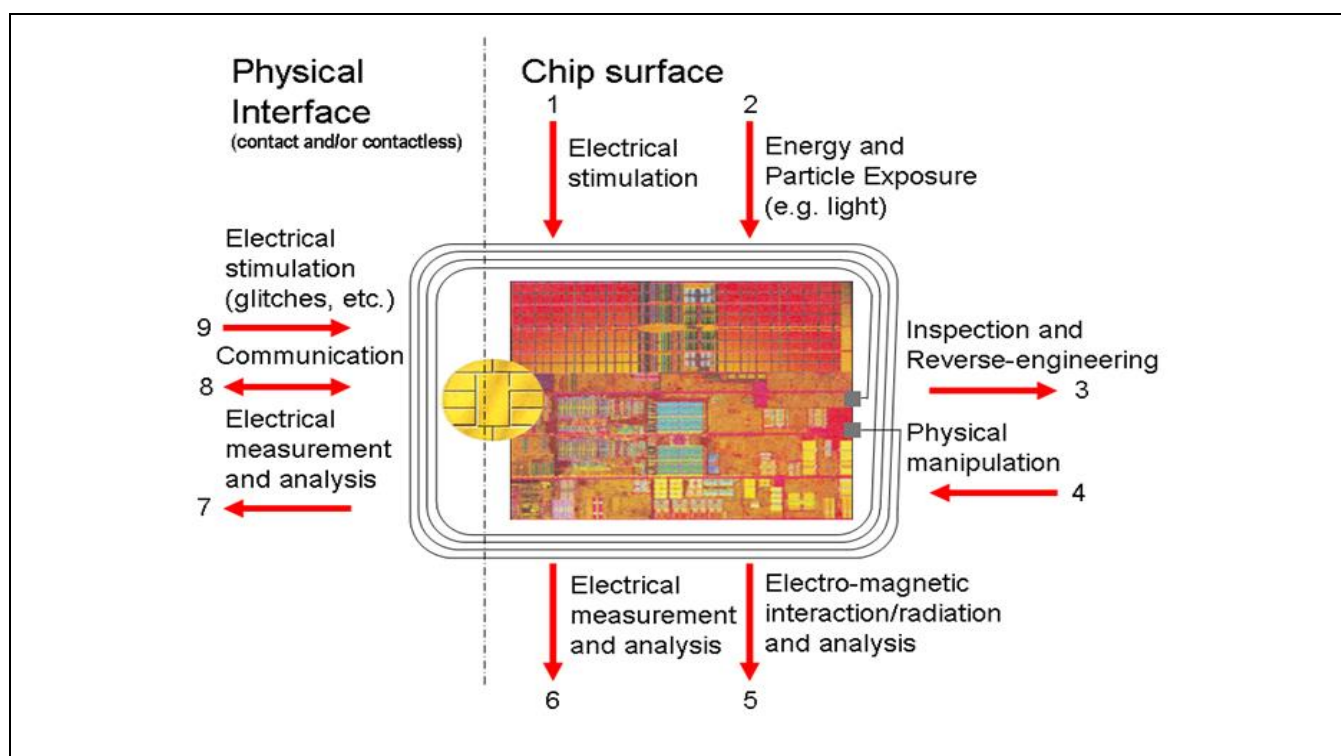 Physical
Interface
(contact and/or contactless)
Chip surface
1
Electrical
stimulation
2
Energy and
Particle Exposure
(e.g. light)
Electrical
stimulation
(glitches, etc.)
9
Communication
8
Electrical
measurement
and analysis
7
Inspection and
Reverse-engineering
3
Physical
manipulation
4
Electrical
measurement
and analysis
6
Electro-magnetic
interaction/radiation
and analysis
5